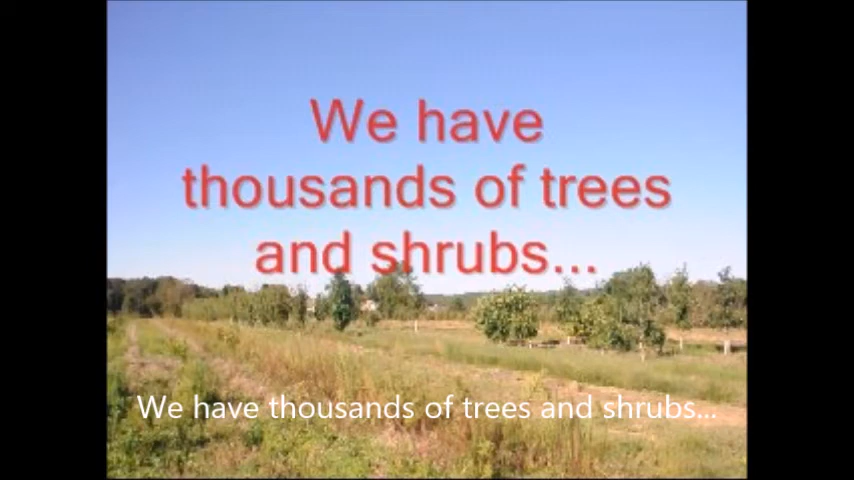 We have
thousands of trees
and shrubs...
We have thousands of trees and shrubs...